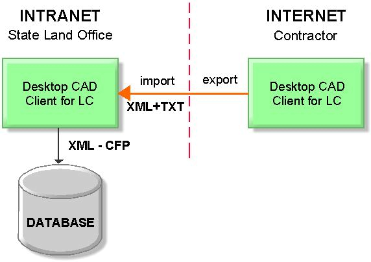 INTRANET
State Land Office
INTERNET
Contractor
Desktop CAD
Client for LC
import
export
XML+TXT
Desktop CAD
Client for LC
XML - CFP
DATABASE